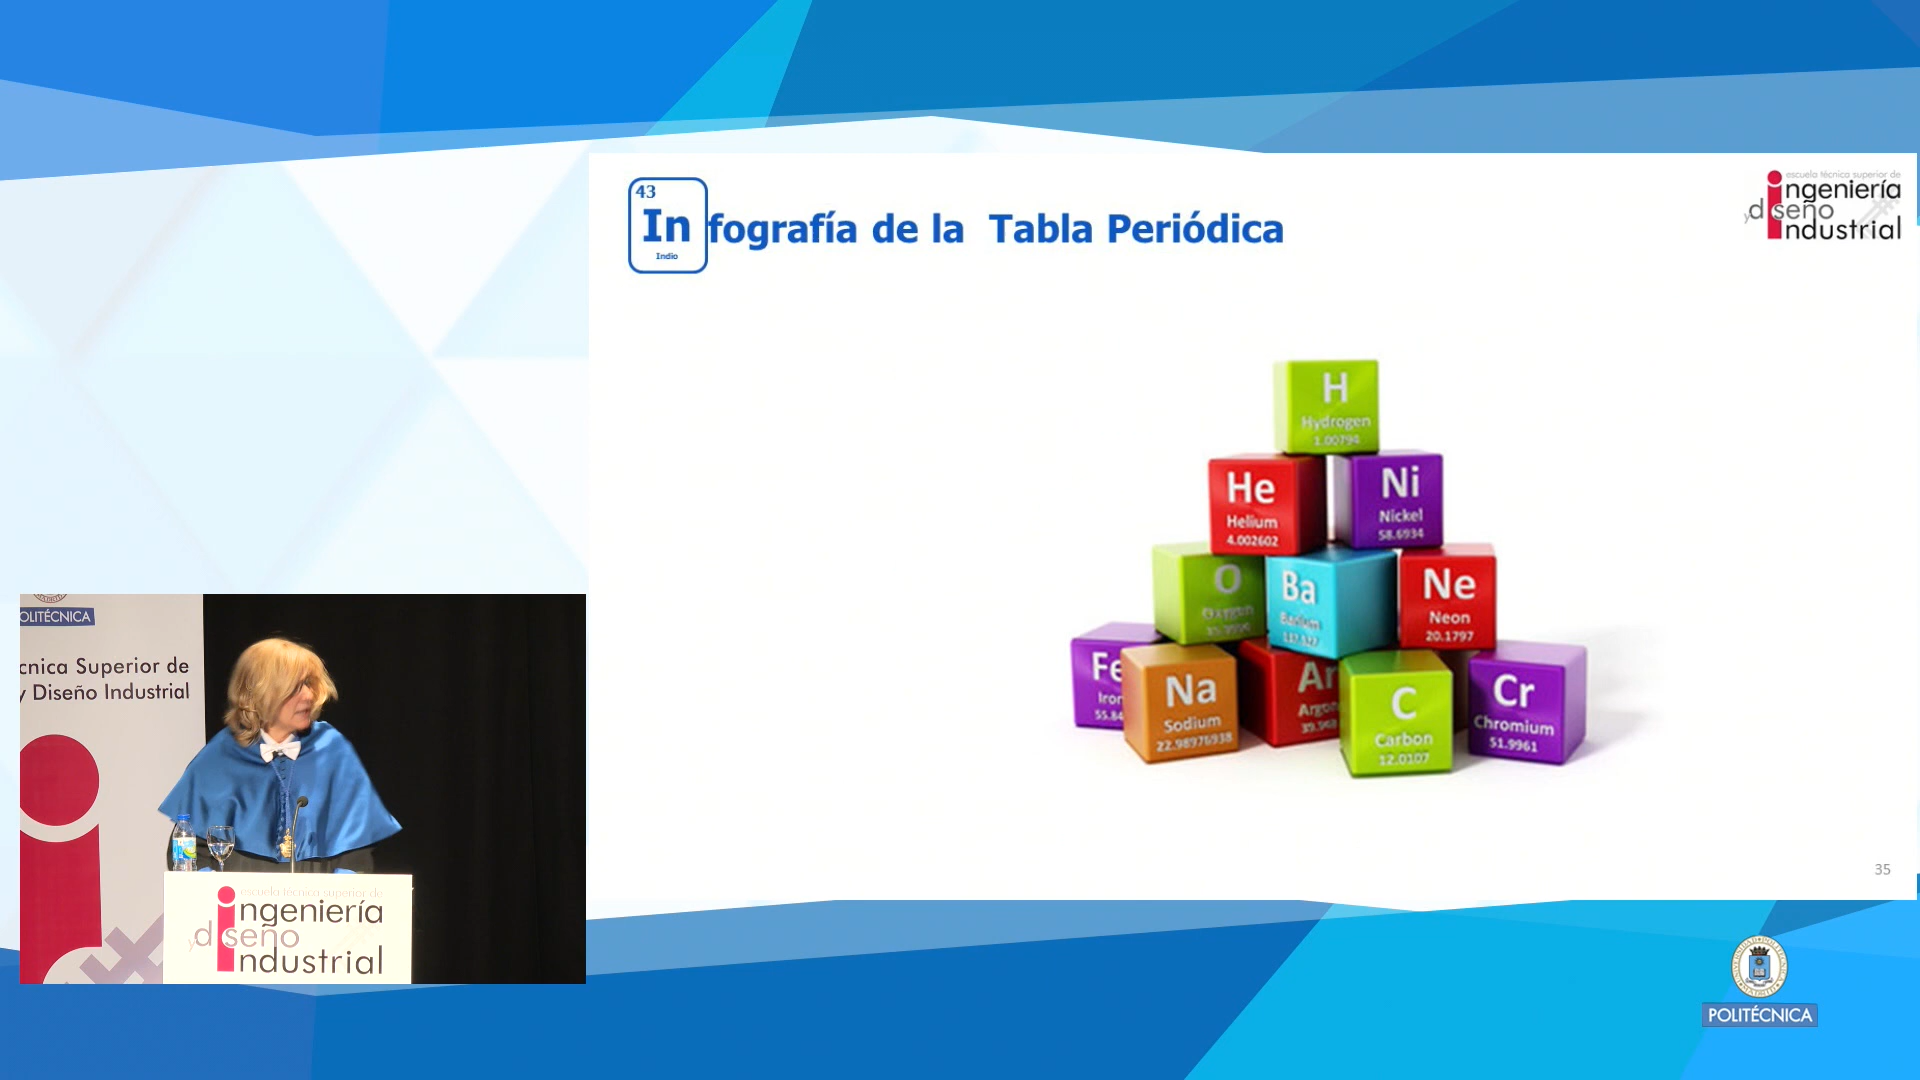 43
In
Indio
fografía de la Tabla Periódica
escuela técnica superior de
ingeniería
y diseño
industrial
H
Hydrogen
1.00794
He
Helium
4.002602
Ni
Nickel
58.6934
O
Ba
Ne
Neon
20.1797
Fe
Iron
55.84
Na
Sodium
22.98976938
Ar
Argon
39.948
C
Carbon
12.0107
Cr
Chromium
51.9961
35
POLITÉCNICA
cnica Superior de
y Diseño Industrial
escuela técnica superior de
ingeniería
y diseño
industrial
POLITÉCNICA